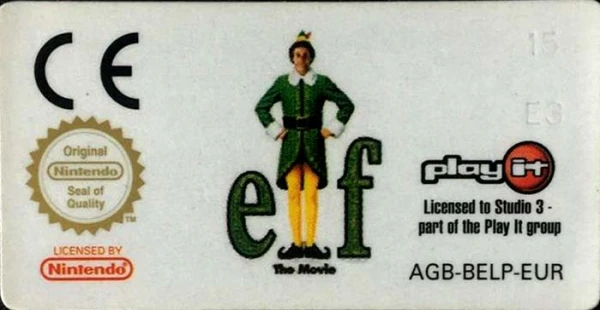 CE
15
E3
Original
Nintendo
Seal of
Quality
TM
LICENSED BY
Nintendo
elf
The Movie
play it
Licensed to Studio 3 -
part of the Play It group
AGB-BELP-EUR